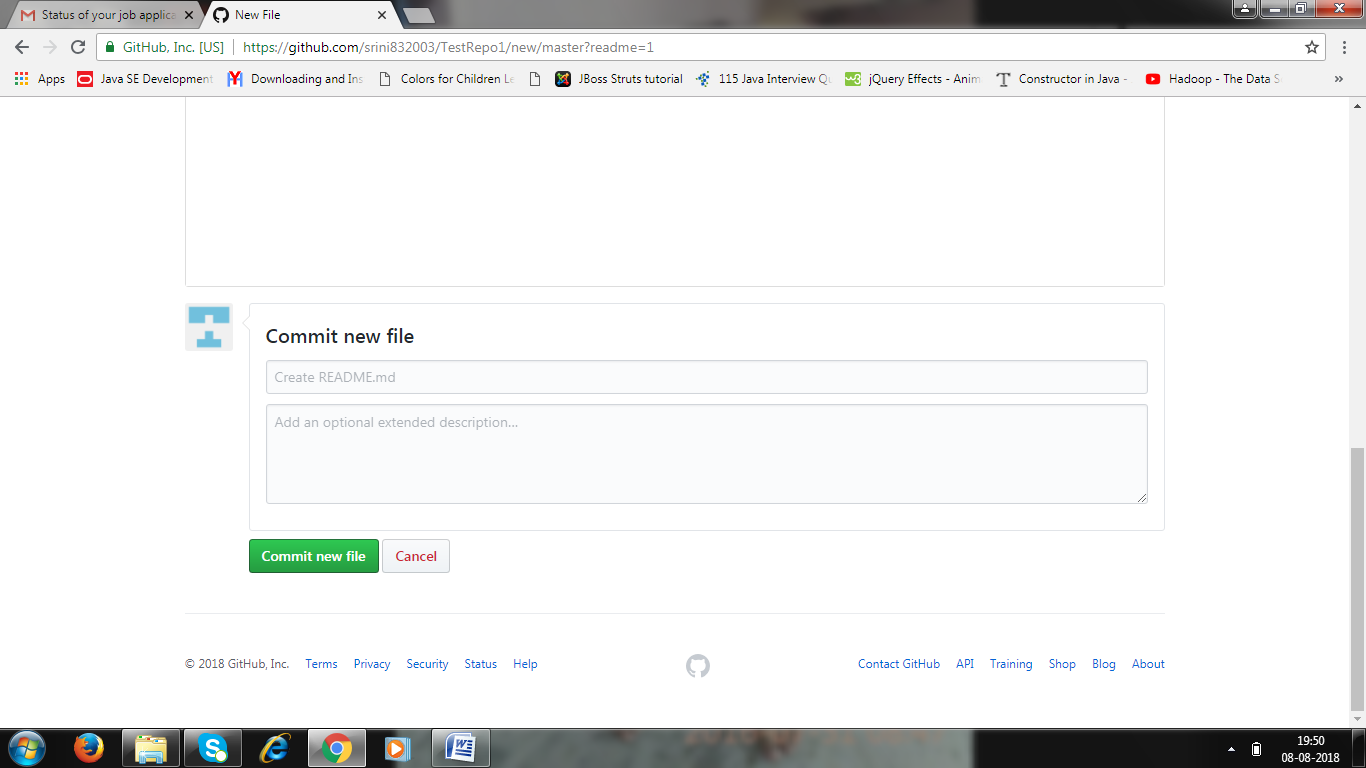 Status of your job applica
New File
GitHub, Inc. [US]
https://github.com/srini832003/TestRepo1/new/master?readme=1
Apps
Java SE Development
Downloading and Ins
Colors for Children Le
JBoss Struts tutorial
115 Java Interview Qu
jQuery Effects - Anim
Constructor in Java -
Hadoop - The Data S
»
Commit new file
Create README.md
Add an optional extended description...
Commit new file
Cancel
© 2018 GitHub, Inc. Terms Privacy Security Status Help
Contact GitHub API Training Shop Blog About
19:50
08-08-2018